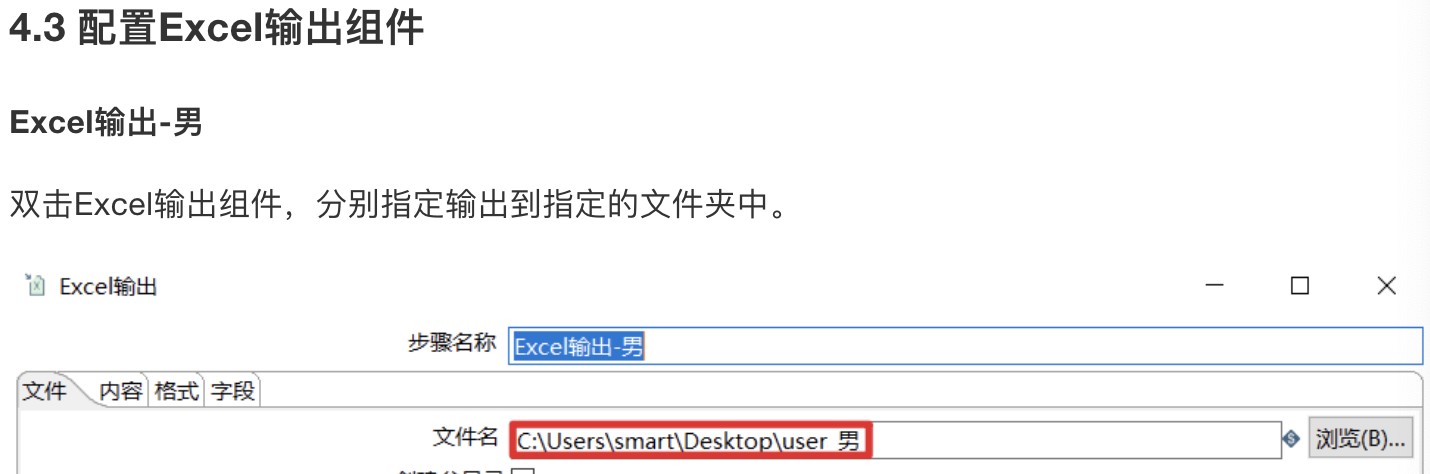 4.3 配置Excel输出组件
Excel输出-男
双击Excel输出组件，分别指定输出到指定的文件夹中。
Excel输出
步骤名称 Excel输出-男
文件 内容 格式 字段
文件名 C:\Users\smart\Desktop\user_男 浏览(B)...